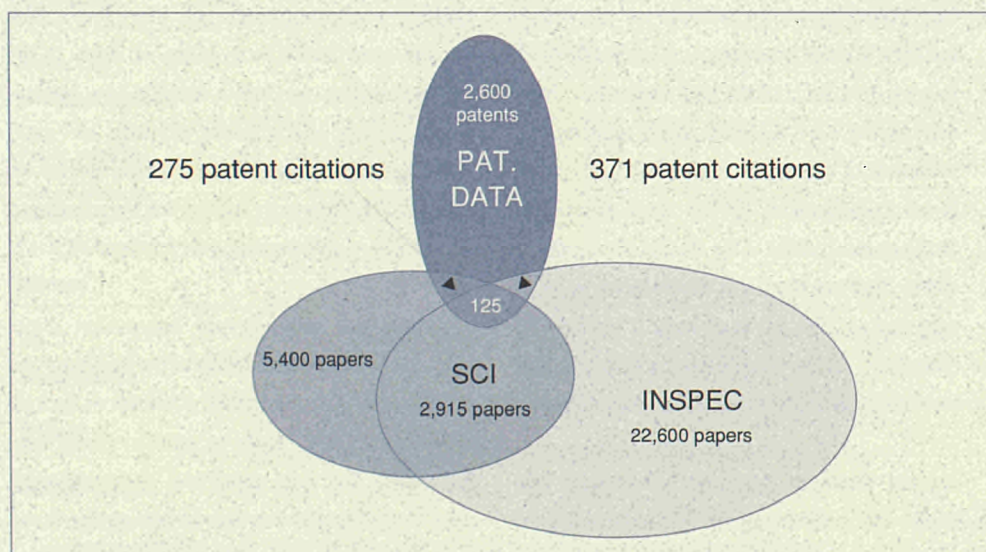 2,600
patents
PAT.
DATA
275 patent citations
371 patent citations
125
5,400 papers
SCI
2,915 papers
INSPEC
22,600 papers